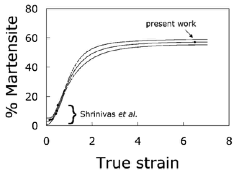 80
60
40
20
0
% Martensite
present work
Shrinivas et al.
0 2 4 6 8
True strain